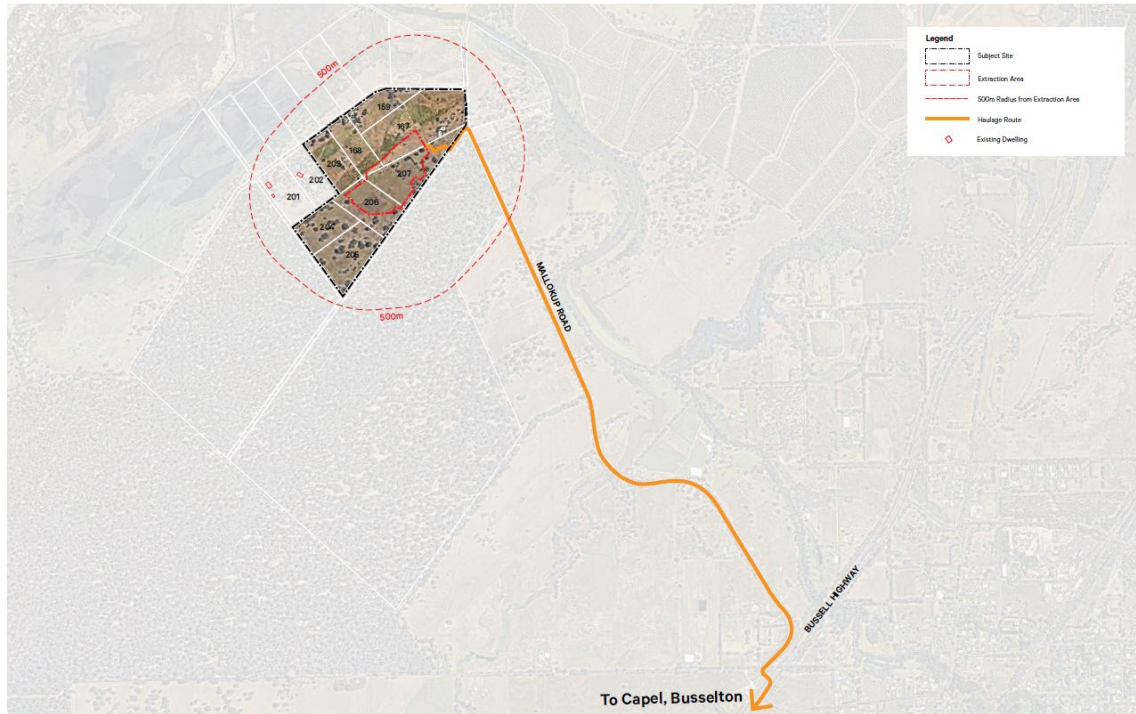 Legend
Subject Site
Extraction Area
500m Radius from Extraction Area
Haulage Route
Existing Dwelling
500m
159
167
168
203
202
201
207
206
204
205
500m
MALLOKUP ROAD
BUSSELL HIGHWAY
To Capel, Busselton